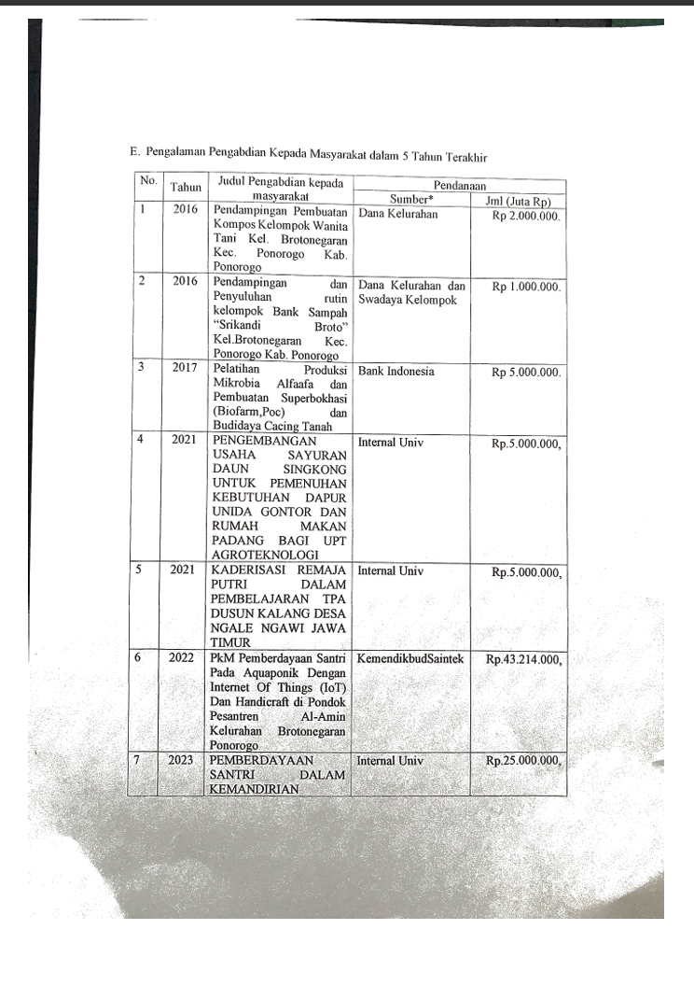 E. Pengalaman Pengabdian Kepada Masyarakat dalam 5 Tahun Terakhir
No. Tahun Judul Pengabdian kepada masyarakat Pendanaan
Sumber* Jml (Juta Rp)
1 2016 Pendampingan Pembuatan Dana Kelurahan Rp 2.000.000.
Kompos Kelompok Wanita
Tani Kel. Brotonegaran
Kec. Ponorogo Kab.
Ponorogo
2 2016 Pendampingan dan Dana Kelurahan dan Rp 1.000.000.
Penyuluhan rutin Swadaya Kelompok
kelompok Bank Sampah
“Srikandi Broto”
Kel.Brotonegaran Kec.
Ponorogo Kab. Ponorogo
3 2017 Pelatihan Produksi Bank Indonesia Rp 5.000.000.
Mikrobia Alfaafa dan
Pembuatan Superbokhasi
(Biofarm,Poc) dan
Budidaya Cacing Tanah
4 2021 PENGEMBANGAN Internal Univ Rp.5.000.000,
USAHA SAYURAN
DAUN SINGKONG
UNTUK PEMENUHAN
KEBUTUHAN DAPUR
UNIDA GONTOR DAN
RUMAH MAKAN
PADANG BAGI UPT
AGROTEKNOLOGI
5 2021 KADERISASI REMAJA Internal Univ Rp.5.000.000,
PUTRI DALAM
PEMBELAJARAN TPA
DUSUN KALANG DESA
NGALE NGAWI JAWA
TIMUR
6 2022 PkM Pemberdayaan Santri KemendikbudSaintek Rp.43.214.000,
Pada Aquaponik Dengan
Internet Of Things (IoT)
Dan Handicraft di Pondok
Pesantren Al-Amin
Kelurahan Brotonegaran
Ponorogo
7 2023 PEMBERDAYAAN Internal Univ Rp.25.000.000,
SANTRI DALAM
KEMANDIRIAN